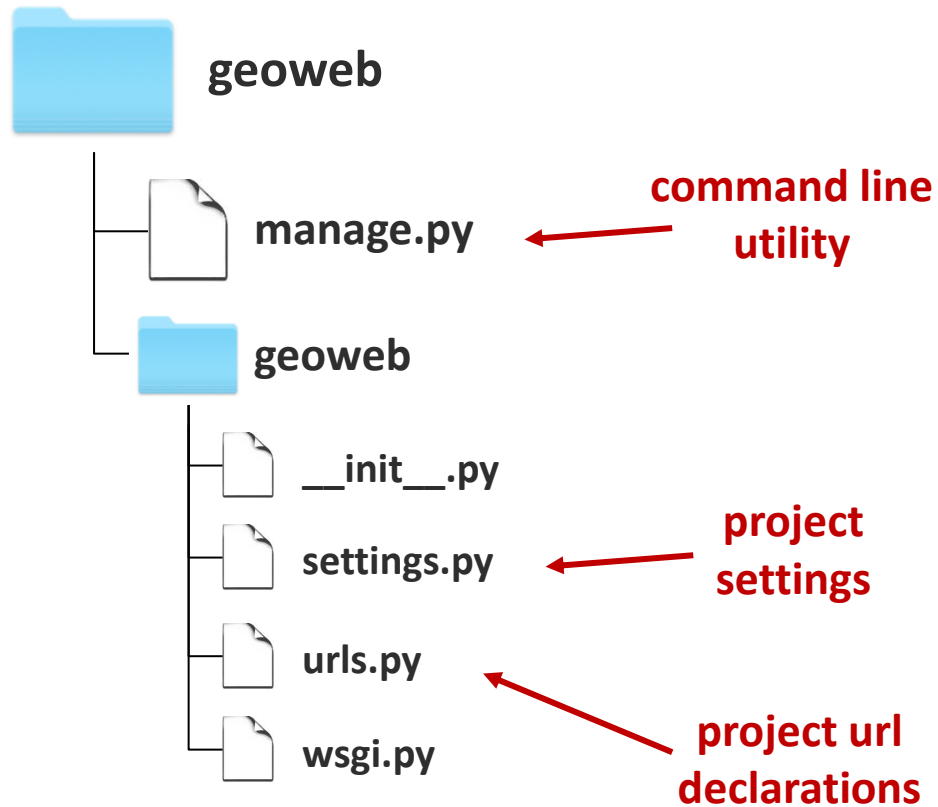 geoweb
manage.py
command line
utility
geoweb
__init__.py
settings.py
project
settings
urls.py
wsgi.py
project url
declarations